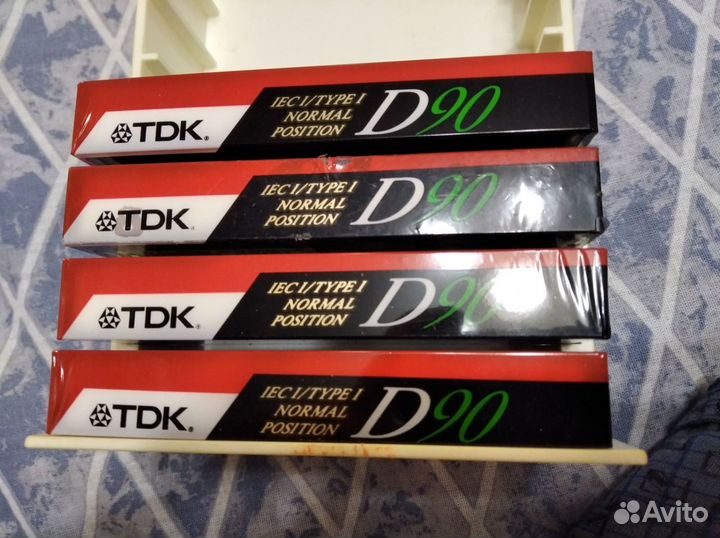 TDK
IEC I/TYPE I
NORMAL
POSITION
D90
TDK
IEC I/TYPE I
NORMAL
POSITION
D90
TDK
IEC I/TYPE I
NORMAL
POSITION
D90
TDK
IEC I/TYPE I
NORMAL
POSITION
D90
Avito